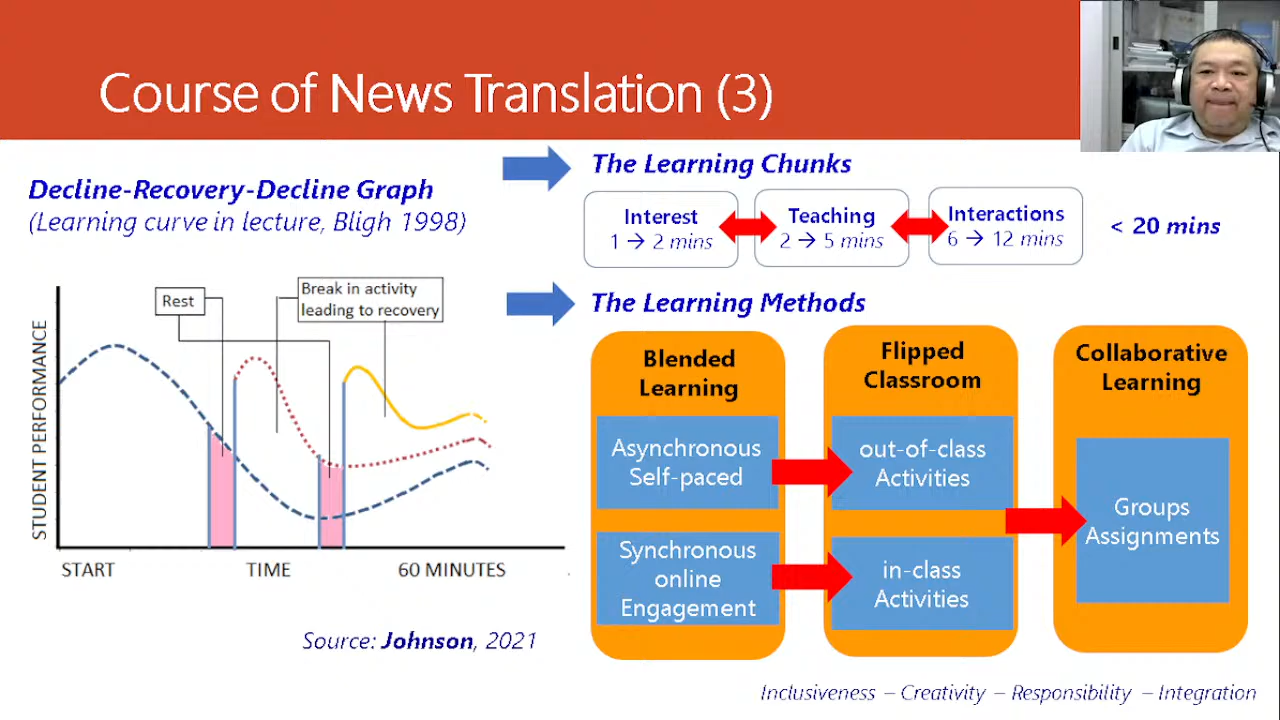 Course of News Translation (3)
Decline-Recovery-Decline Graph
(Learning curve in lecture, Bligh 1998)
Rest
Break in activity
leading to recovery
STUDENT PERFORMANCE
START
TIME
60 MINUTES
Source: Johnson, 2021
The Learning Chunks
Interest
1 → 2 mins
Teaching
2 → 5 mins
Interactions
6 → 12 mins
< 20 mins
The Learning Methods
Blended
Learning
Asynchronous
Self-paced
Synchronous
online
Engagement
Flipped
Classroom
out-of-class
Activities
in-class
Activities
Collaborative
Learning
Groups
Assignments
Inclusiveness – Creativity – Responsibility – Integration